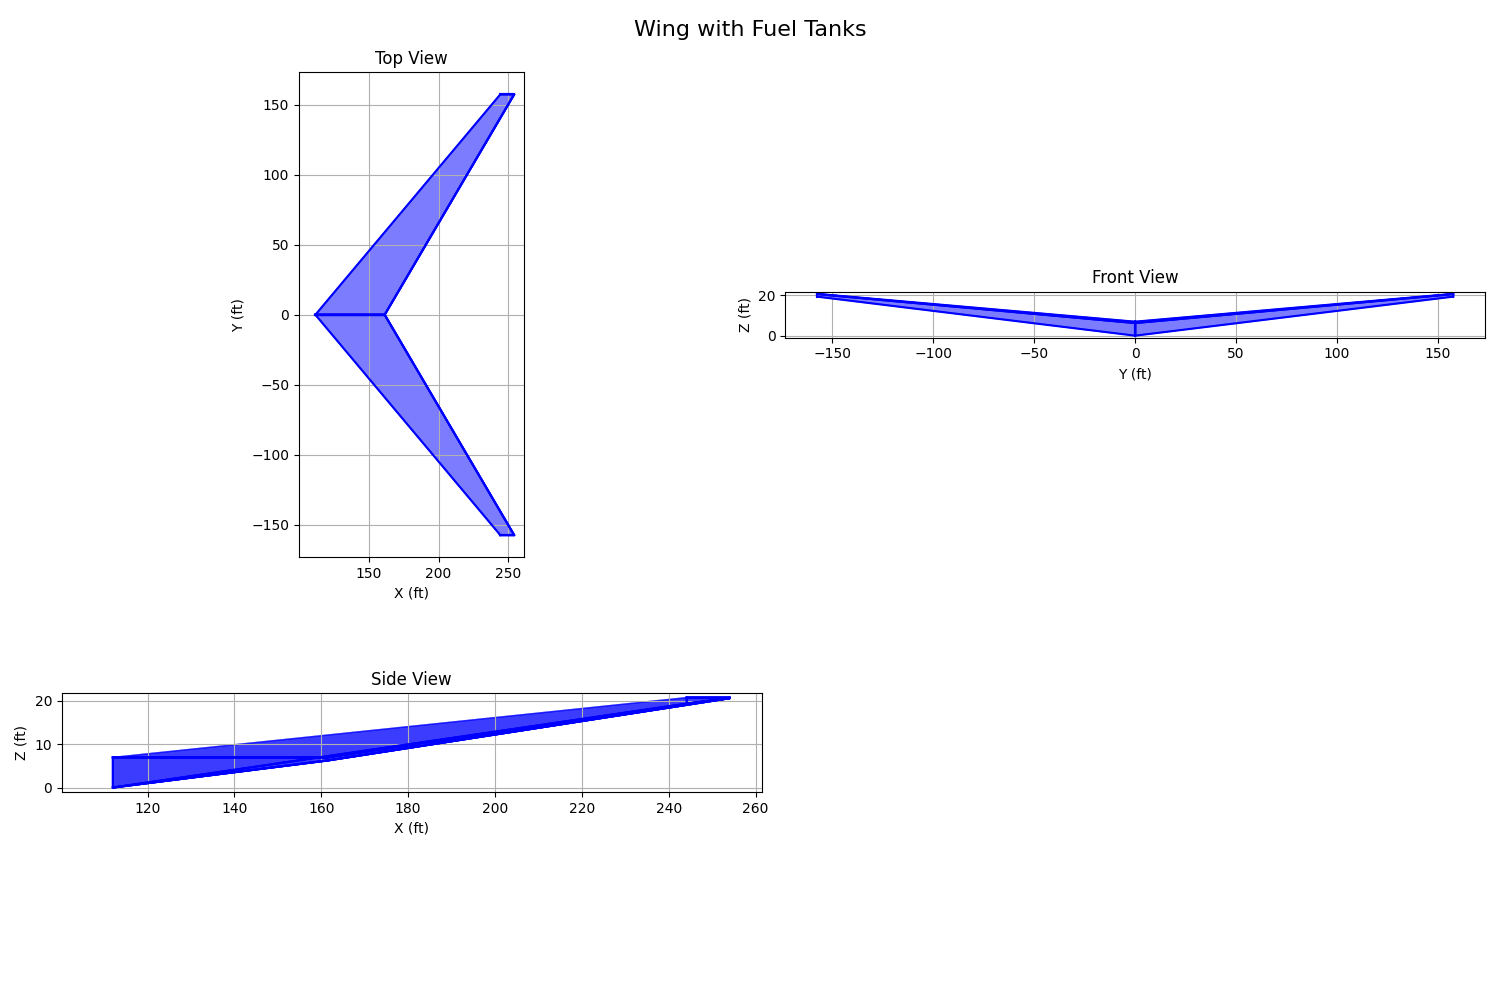 Wing with Fuel Tanks
Top View
150
100
50
0
−50
−100
−150
Y (ft)
150 200 250
X (ft)
Front View
20
0
Z (ft)
−150 −100 −50 0 50 100 150
Y (ft)
Side View
20
10
0
Z (ft)
120 140 160 180 200 220 240 260
X (ft)